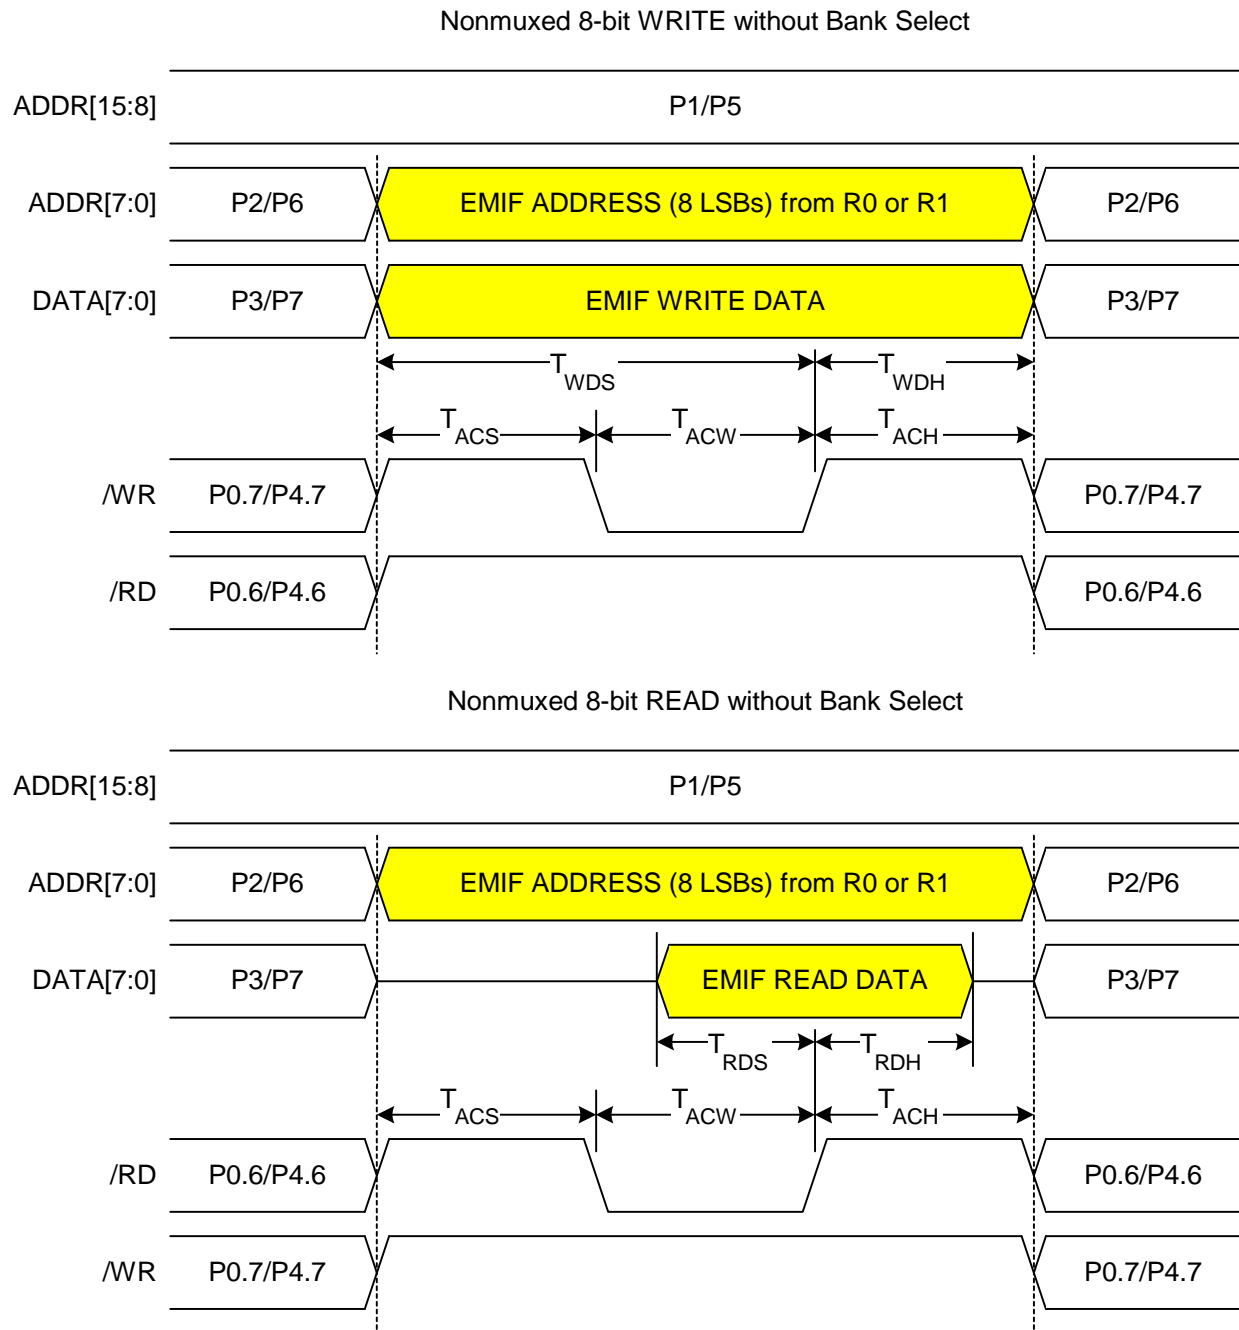 Nonmuxed 8-bit WRITE without Bank Select
ADDR[15:8] P1/P5
ADDR[7:0] P2/P6 EMIF ADDRESS (8 LSBs) from R0 or R1 P2/P6
DATA[7:0] P3/P7 EMIF WRITE DATA P3/P7
TWDS TWDH
TACS TACW TACH
/WR P0.7/P4.7 P0.7/P4.7
/RD P0.6/P4.6 P0.6/P4.6
Nonmuxed 8-bit READ without Bank Select
ADDR[15:8] P1/P5
ADDR[7:0] P2/P6 EMIF ADDRESS (8 LSBs) from R0 or R1 P2/P6
DATA[7:0] P3/P7 EMIF READ DATA P3/P7
TRDS TRDH
TACS TACW TACH
/RD P0.6/P4.6 P0.6/P4.6
/WR P0.7/P4.7 P0.7/P4.7